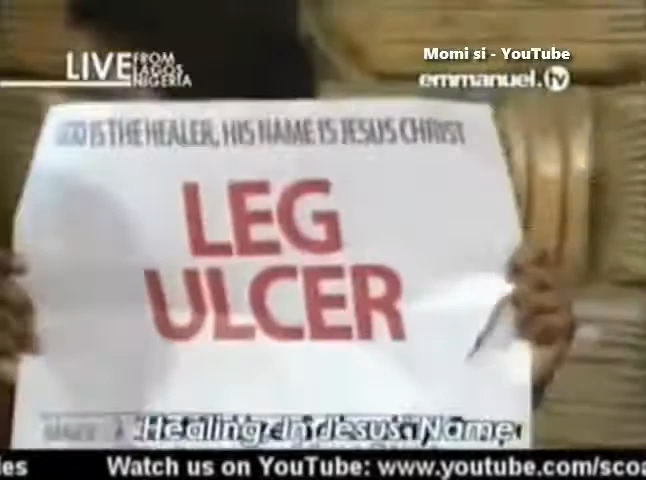 Momi si - YouTube
LIVE FROM
LAGOS
NIGERIA
emmanuel.tv
GOD IS THE HEALER, HIS NAME IS JESUS CHRIST
LEG
ULCER
Healing In Jesus' Name
les Watch us on YouTube: www.youtube.com/scoa